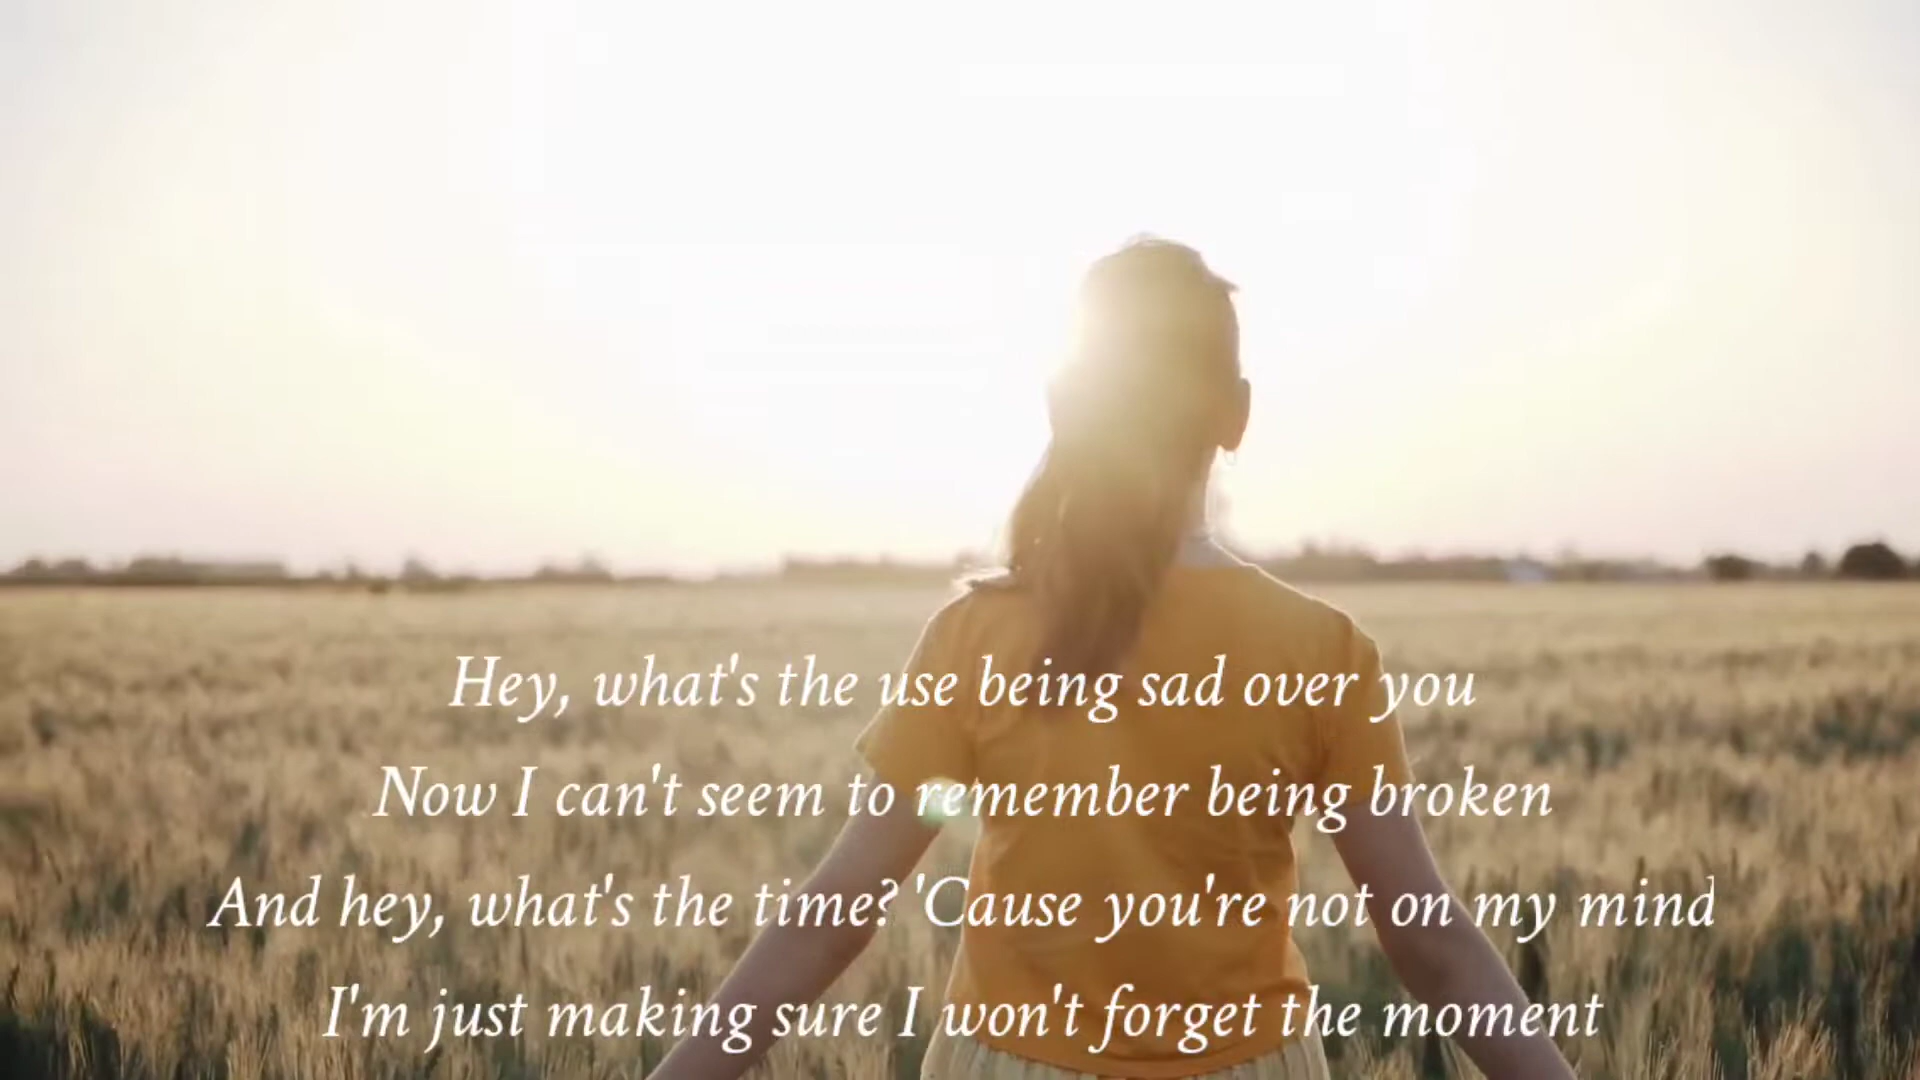 Hey, what's the use being sad over you
Now I can't seem to remember being broken
And hey, what's the time? 'Cause you're not on my mind
I'm just making sure I won't forget the moment